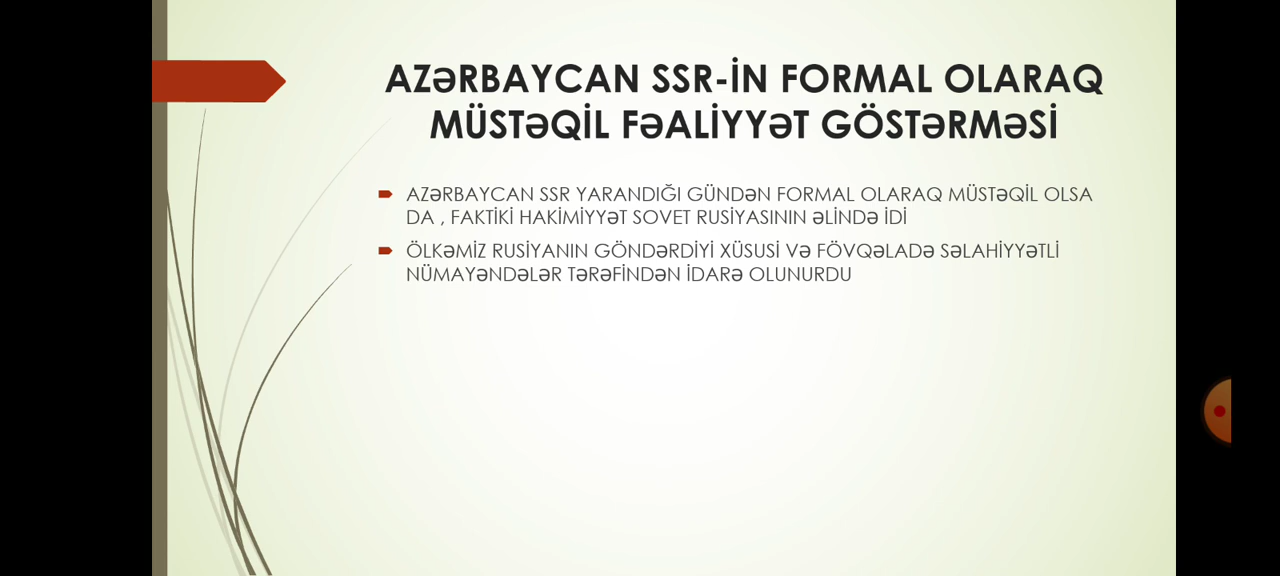 AZƏRBAYCAN SSR-İN FORMAL OLARAQ
MÜSTƏQİL FƏALİYYƏT GÖSTƏRMƏSİ
AZƏRBAYCAN SSR YARANDIĞI GÜNDƏN FORMAL OLARAQ MÜSTƏQİL OLSA
DA , FAKTİKİ HAKİMİYYƏT SOVET RUSİYASININ ƏLİNDƏ İDİ
ÖLKƏMİZ RUSİYANIN GÖNDƏRDİYİ XÜSUSİ VƏ FÖVQƏLADƏ SƏLAHİYYƏTLİ
NÜMAYƏNDƏLƏR TƏRƏFİNDƏN İDARƏ OLUNURDU